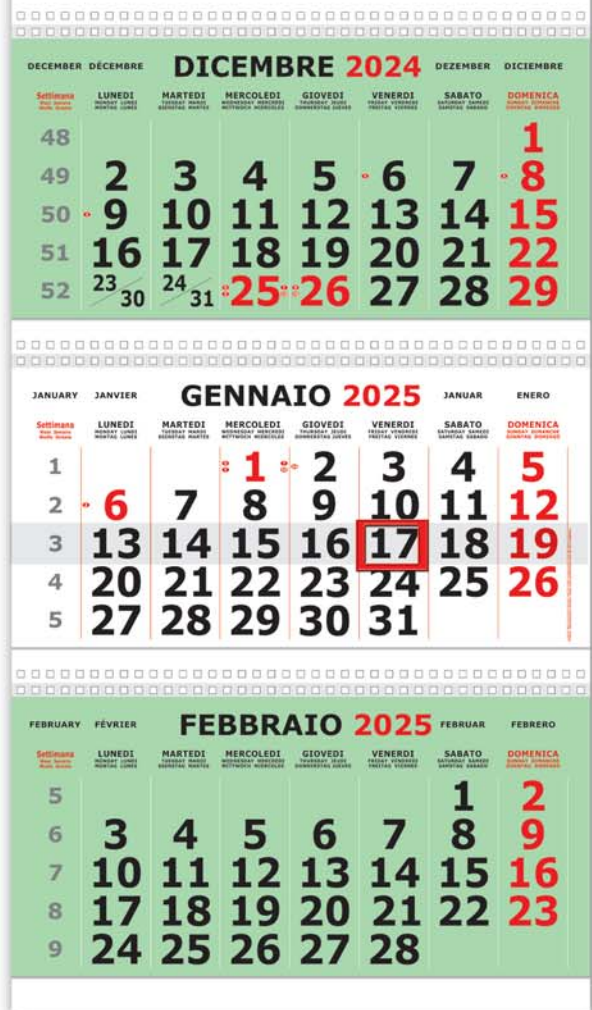 DECEMBER DÉCEMBRE DICEMBRE 2024 DEZEMBER DICIEMBRE
Settimana LUNEDI MARTEDI MERCOLEDI GIOVEDI VENERDI SABATO DOMENICA
48 1
49 2 3 4 5 6 7 8
50 9 10 11 12 13 14 15
51 16 17 18 19 20 21 22
52 23/30 24/31 25 26 27 28 29
JANUARY JANVIER GENNAIO 2025 JANUAR ENERO
Settimana LUNEDI MARTEDI MERCOLEDI GIOVEDI VENERDI SABATO DOMENICA
1 1 2 3 4 5
2 6 7 8 9 10 11 12
3 13 14 15 16 17 18 19
4 20 21 22 23 24 25 26
5 27 28 29 30 31
FEBRUARY FÉVRIER FEBBRAIO 2025 FEBRUAR FEBRERO
Settimana LUNEDI MARTEDI MERCOLEDI GIOVEDI VENERDI SABATO DOMENICA
5 1 2
6 3 4 5 6 7 8 9
7 10 11 12 13 14 15 16
8 17 18 19 20 21 22 23
9 24 25 26 27 28